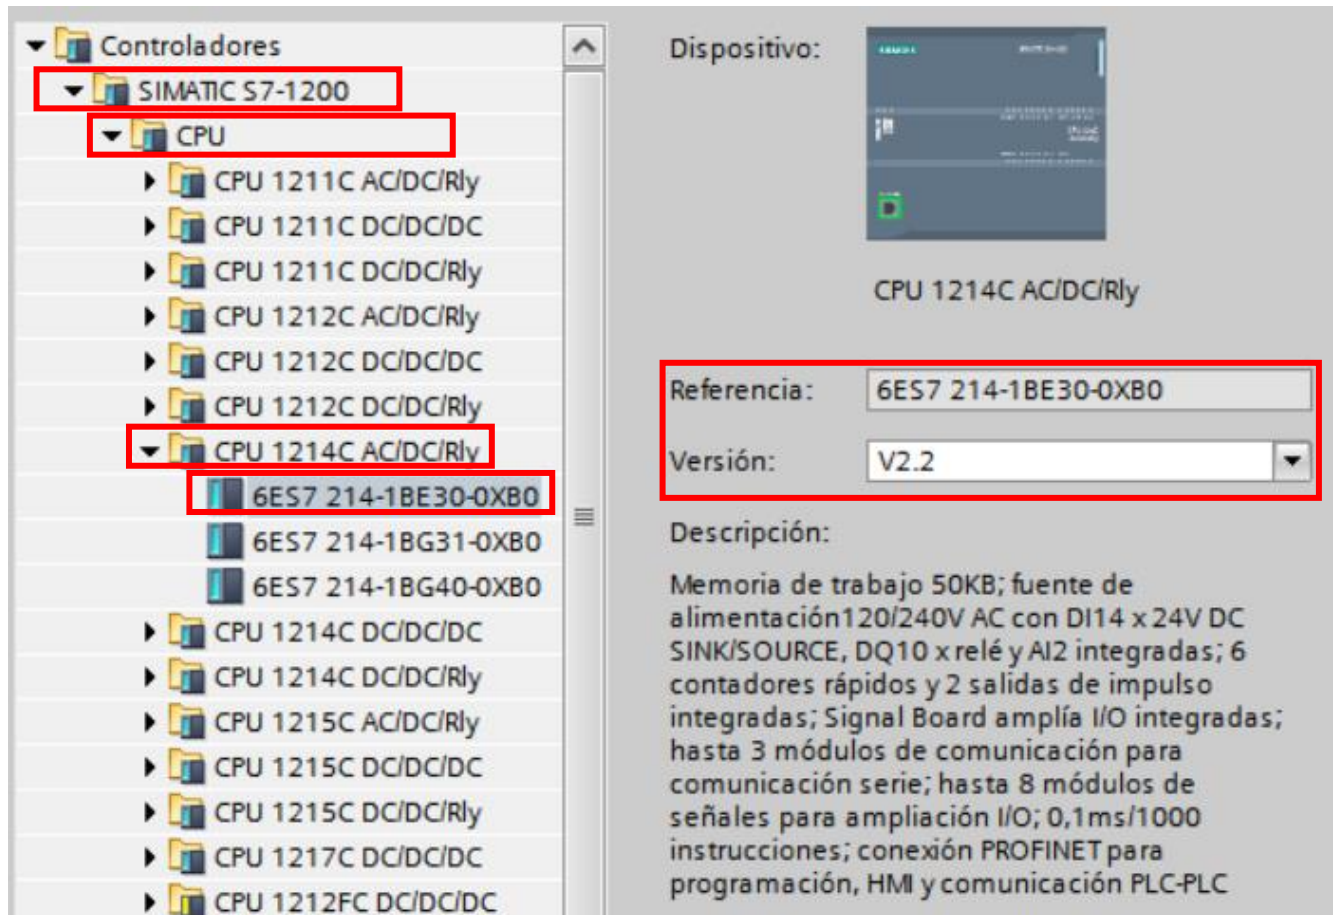 Controladores
SIMATIC S7-1200
CPU
CPU 1211C AC/DC/Rly
CPU 1211C DC/DC/DC
CPU 1211C DC/DC/Rly
CPU 1212C AC/DC/Rly
CPU 1212C DC/DC/DC
CPU 1212C DC/DC/Rly
CPU 1214C AC/DC/Rly
6ES7 214-1BE30-0XB0
6ES7 214-1BG31-0XB0
6ES7 214-1BG40-0XB0
CPU 1214C DC/DC/DC
CPU 1214C DC/DC/Rly
CPU 1215C AC/DC/Rly
CPU 1215C DC/DC/DC
CPU 1215C DC/DC/Rly
CPU 1217C DC/DC/DC
CPU 1212FC DC/DC/DC
Dispositivo:
CPU 1214C AC/DC/Rly
Referencia: 6ES7 214-1BE30-0XB0
Versión: V2.2
Descripción:
Memoria de trabajo 50KB; fuente de
alimentación120/240V AC con DI14 x 24V DC
SINK/SOURCE, DQ10 x relé y AI2 integradas; 6
contadores rápidos y 2 salidas de impulso
integradas; Signal Board amplía I/O integradas;
hasta 3 módulos de comunicación para
comunicación serie; hasta 8 módulos de
señales para ampliación I/O; 0,1ms/1000
instrucciones; conexión PROFINET para
programación, HMI y comunicación PLC-PLC